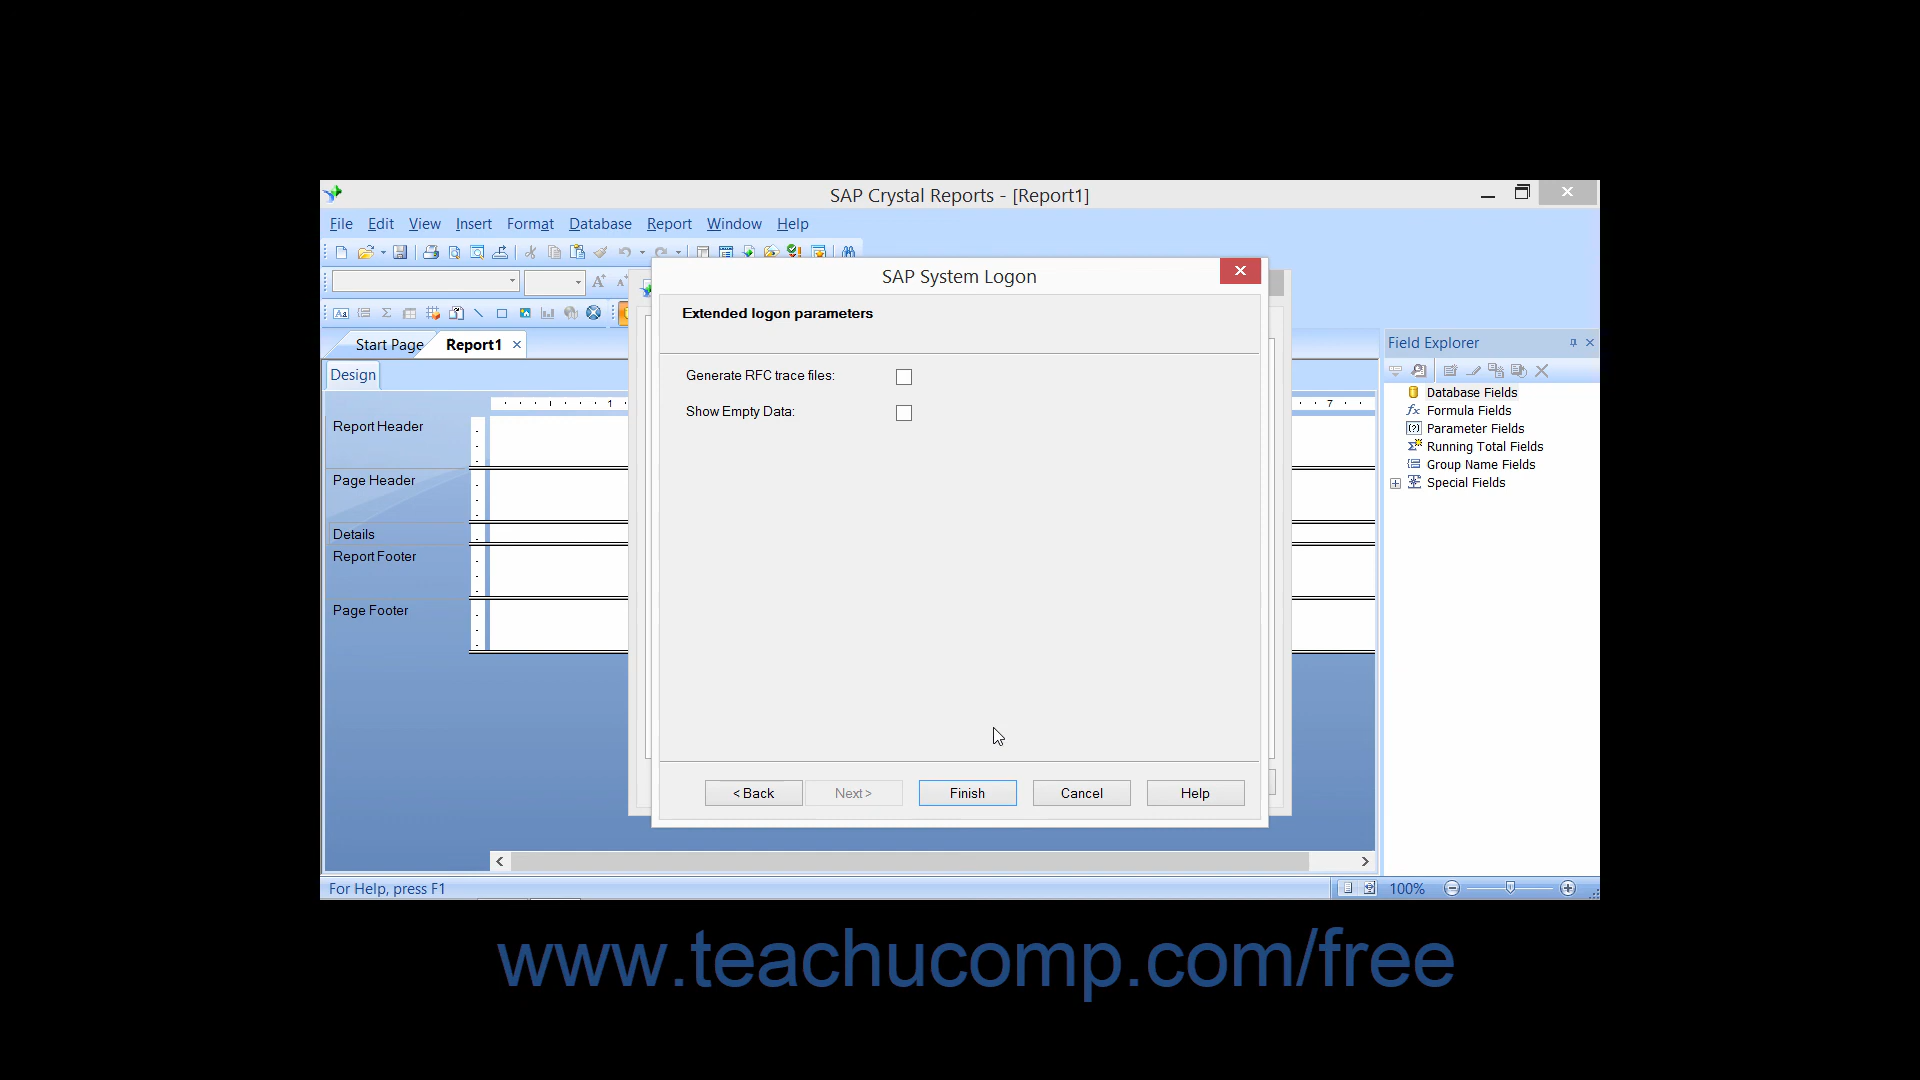 SAP Crystal Reports - [Report1]
File Edit View Insert Format Database Report Window Help
SAP System Logon
Extended logon parameters
Generate RFC trace files:
Show Empty Data:
< Back Next > Finish Cancel Help
Start Page Report1
Design
1
7
Report Header
Page Header
Details
Report Footer
Page Footer
Field Explorer
Database Fields
Formula Fields
Parameter Fields
Running Total Fields
Group Name Fields
Special Fields
For Help, press F1
100%
www.teachucomp.com/free